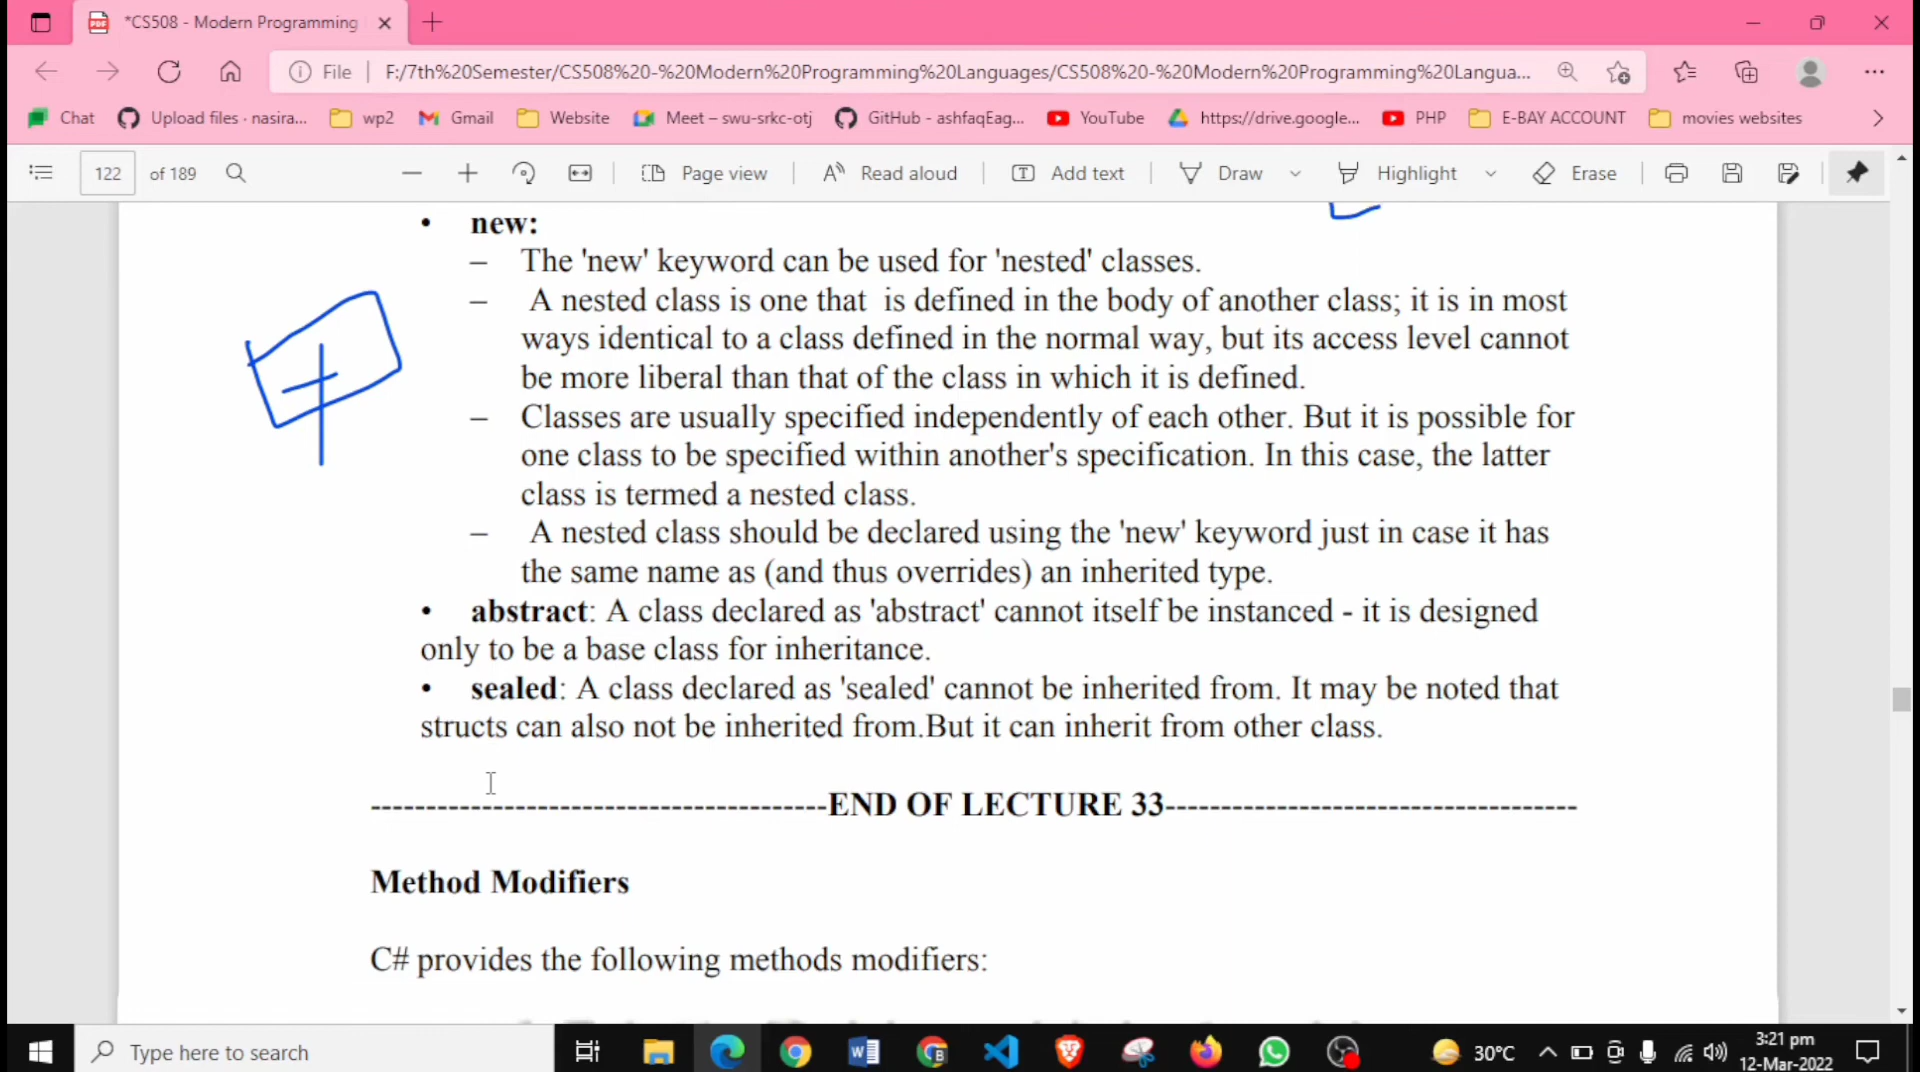 *CS508 - Modern Programming
File
F:/7th%20Semester/CS508%20-%20Modern%20Programming%20Languages/CS508%20-%20Modern%20Programming%20Langua...
Chat
Upload files · nasira...
wp2
Gmail
Website
Meet – swu-srkc-otj
GitHub - ashfaqEag...
YouTube
https://drive.google...
PHP
E-BAY ACCOUNT
movies websites
122 of 189
Page view
Read aloud
Add text
Draw
Highlight
Erase
• new:
– The 'new' keyword can be used for 'nested' classes.
– A nested class is one that is defined in the body of another class; it is in most
ways identical to a class defined in the normal way, but its access level cannot
be more liberal than that of the class in which it is defined.
– Classes are usually specified independently of each other. But it is possible for
one class to be specified within another's specification. In this case, the latter
class is termed a nested class.
– A nested class should be declared using the 'new' keyword just in case it has
the same name as (and thus overrides) an inherited type.
• abstract: A class declared as 'abstract' cannot itself be instanced - it is designed
only to be a base class for inheritance.
• sealed: A class declared as 'sealed' cannot be inherited from. It may be noted that
structs can also not be inherited from.But it can inherit from other class.
-----------------------------------------END OF LECTURE 33-------------------------------------
Method Modifiers
C# provides the following methods modifiers:
Type here to search
30°C
3:21 pm
12-Mar-2022